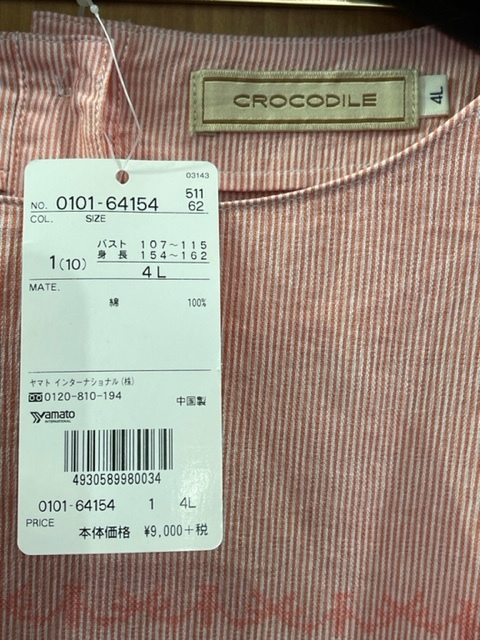 CROCODILE
4L
03143
NO. 0101-64154 511
62
COL. SIZE
バスト 107～115
1(10) 身長 154～162
4L
MATE.
綿 100%
ヤマト インターナショナル(株)
0120-810-194
中国製
Yamato
INTERNATIONAL
4930589980034
0101-64154 1 4L
PRICE
本体価格 ¥9,000+税